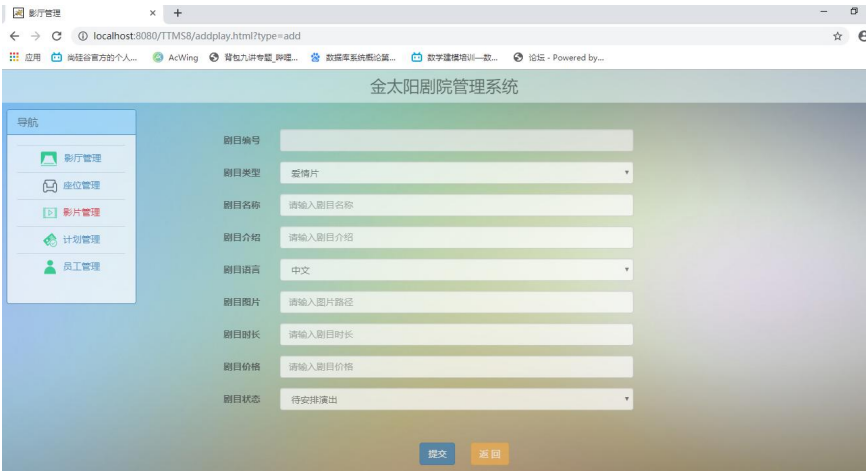 影厅管理
localhost:8080/TTMS8/addplay.html?type=add
应用 尚硅谷官方的个人... AcWing 背包九讲专题_哔哩... 数据库系统概论第... 数学建模培训—数... 论坛 - Powered by...
金太阳剧院管理系统
导航
影厅管理
座位管理
影片管理
计划管理
员工管理
剧目编号
剧目类型 爱情片
剧目名称 请输入剧目名称
剧目介绍 请输入剧目介绍
剧目语言 中文
剧目图片 请输入图片路径
剧目时长 请输入剧目时长
剧目价格 请输入剧目价格
剧目状态 待安排演出
提交 返回